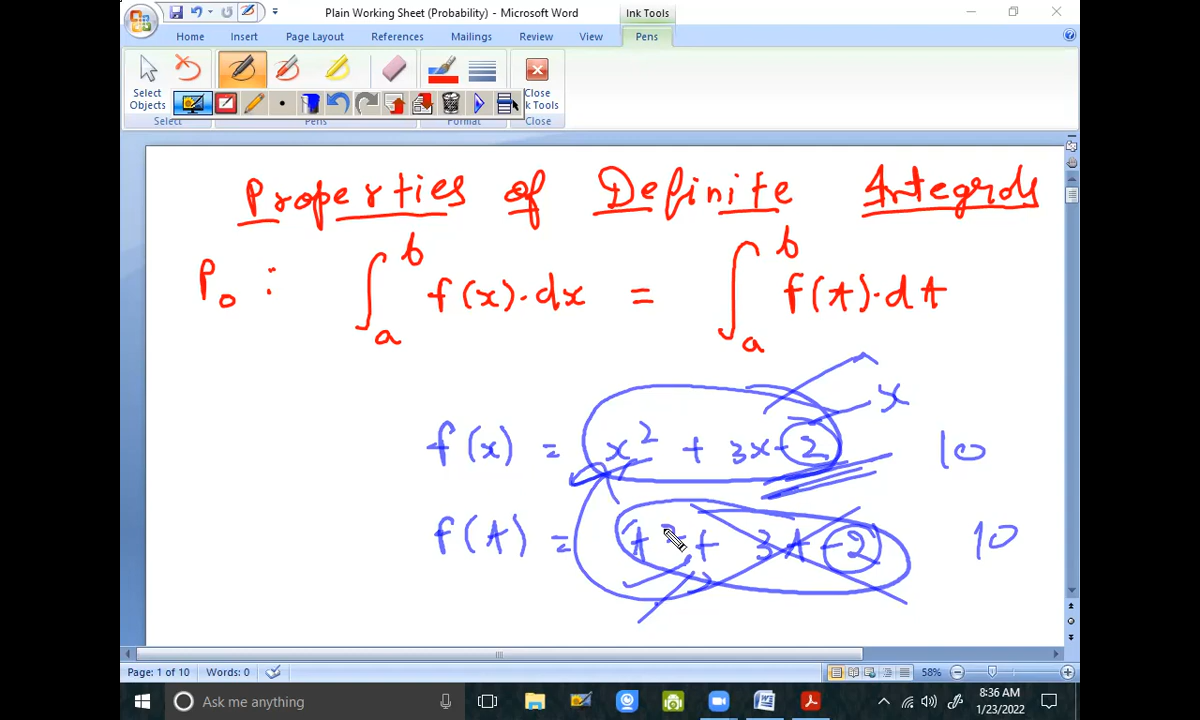 Plain Working Sheet (Probability) - Microsoft Word
Ink Tools
Home Insert Page Layout References Mailings Review View Pens
Select Objects
Close
nk Tools
Select Pens Format Close
Properties of Definite Integrals
P₀ : ∫ₐᵇ f(x)·dx = ∫ₐᵇ f(t)·dt
x
f(x) = x² + 3x - 2 10
f(t) = t² + 3t - 2 10
Page: 1 of 10 Words: 0 58%
Ask me anything
8:36 AM
1/23/2022